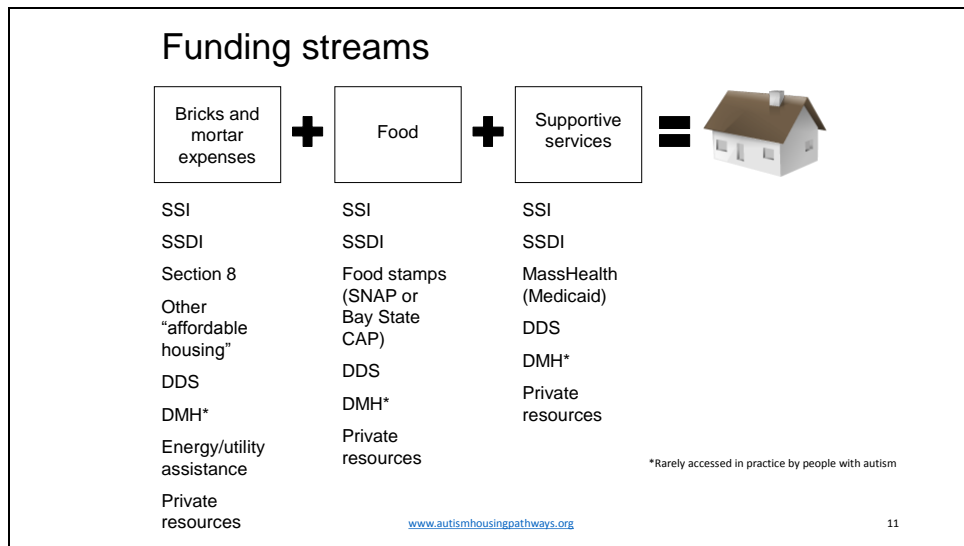 Funding streams
Bricks and
mortar
expenses
Food
Supportive
services
SSI
SSDI
Section 8
Other
“affordable
housing”
DDS
DMH*
Energy/utility
assistance
Private
resources
SSI
SSDI
Food stamps
(SNAP or
Bay State
CAP)
DDS
DMH*
Private
resources
SSI
SSDI
MassHealth
(Medicaid)
DDS
DMH*
Private
resources
*Rarely accessed in practice by people with autism
www.autismhousingpathways.org
11